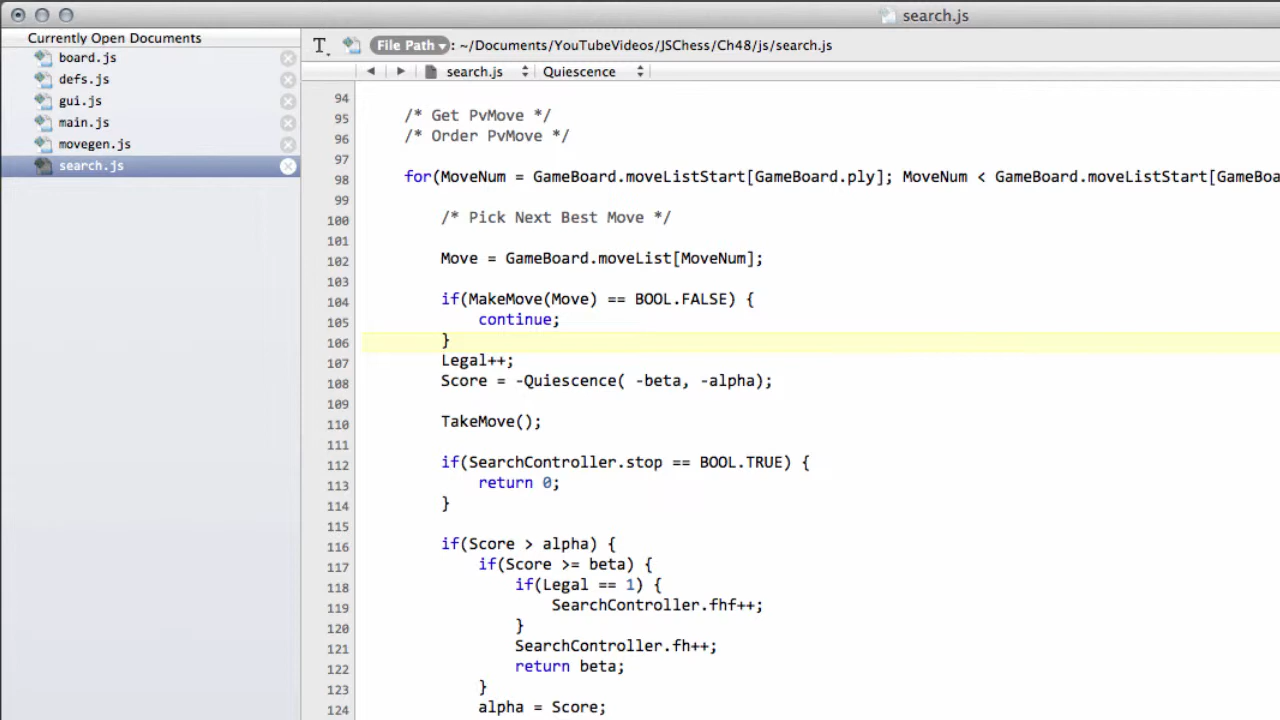 search.js
Currently Open Documents
board.js
defs.js
gui.js
main.js
movegen.js
search.js
T File Path : ~/Documents/YouTubeVideos/JSChess/Ch48/js/search.js
search.js Quiescence
94
95 /* Get PvMove */
96 /* Order PvMove */
97
98 for(MoveNum = GameBoard.moveListStart[GameBoard.ply]; MoveNum < GameBoard.moveListStart[GameBoa
99
100 /* Pick Next Best Move */
101
102 Move = GameBoard.moveList[MoveNum];
103
104 if(MakeMove(Move) == BOOL.FALSE) {
105 continue;
106 }
107 Legal++;
108 Score = -Quiescence( -beta, -alpha);
109
110 TakeMove();
111
112 if(SearchController.stop == BOOL.TRUE) {
113 return 0;
114 }
115
116 if(Score > alpha) {
117 if(Score >= beta) {
118 if(Legal == 1) {
119 SearchController.fhf++;
120 }
121 SearchController.fh++;
122 return beta;
123 }
124 alpha = Score;